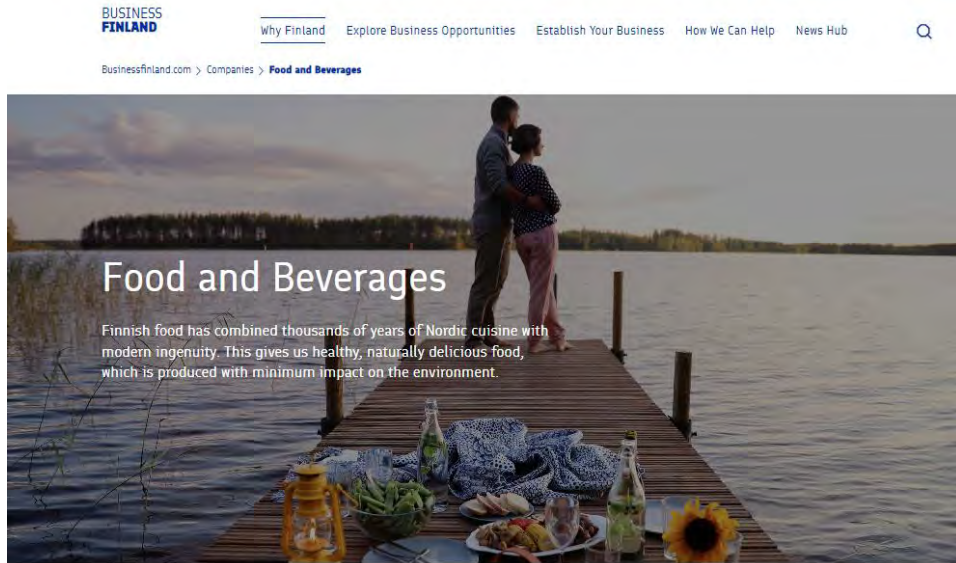 BUSINESS
FINLAND
Why Finland Explore Business Opportunities Establish Your Business How We Can Help News Hub
Businessfinland.com > Companies > Food and Beverages
Food and Beverages
Finnish food has combined thousands of years of Nordic cuisine with
modern ingenuity. This gives us healthy, naturally delicious food,
which is produced with minimum impact on the environment.